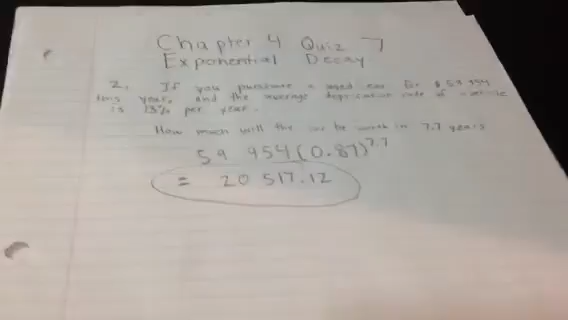 Chapter 4 Quiz 7
Exponential Decay
2. If you purchase a used car for $59 954
this year, and the average depreciation rate of a vehicle
is 13% per year.
How much will the car be worth in 7.7 years
59 954(0.87)^7.7
= 20 517.12